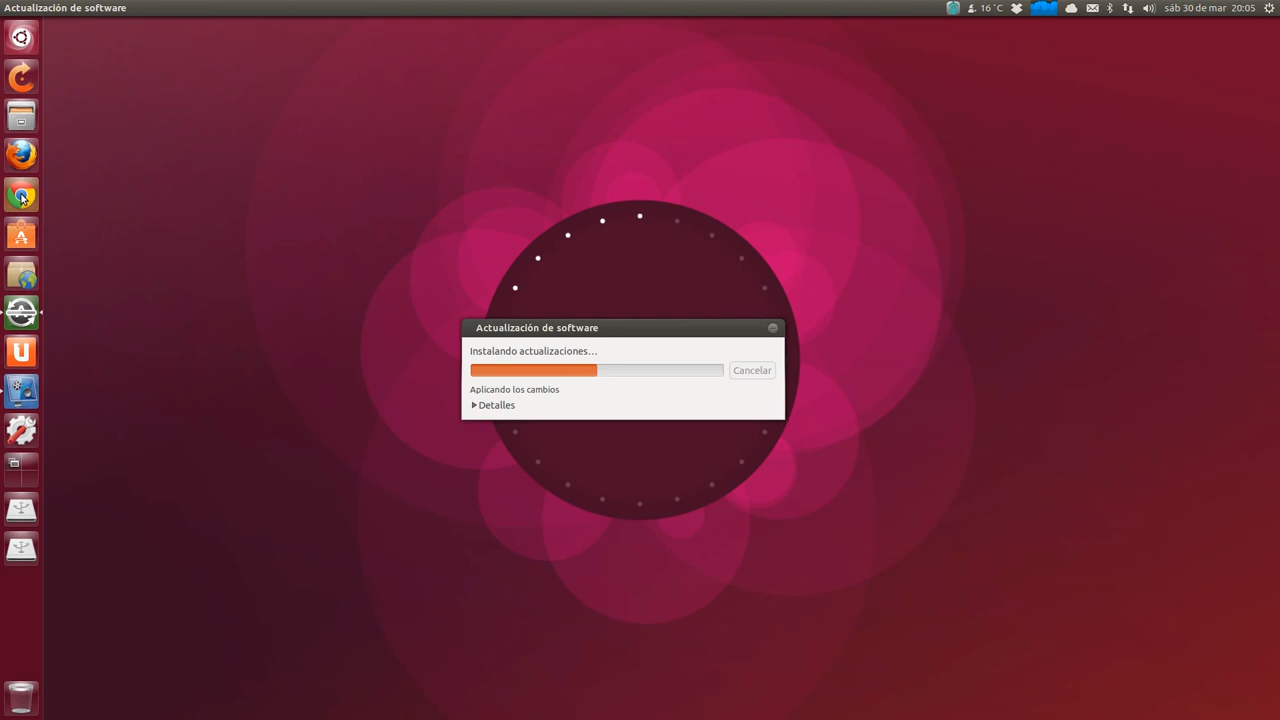 Actualización de software
16 °C
sáb 30 de mar 20:05
Actualización de software
Instalando actualizaciones...
Cancelar
Aplicando los cambios
Detalles